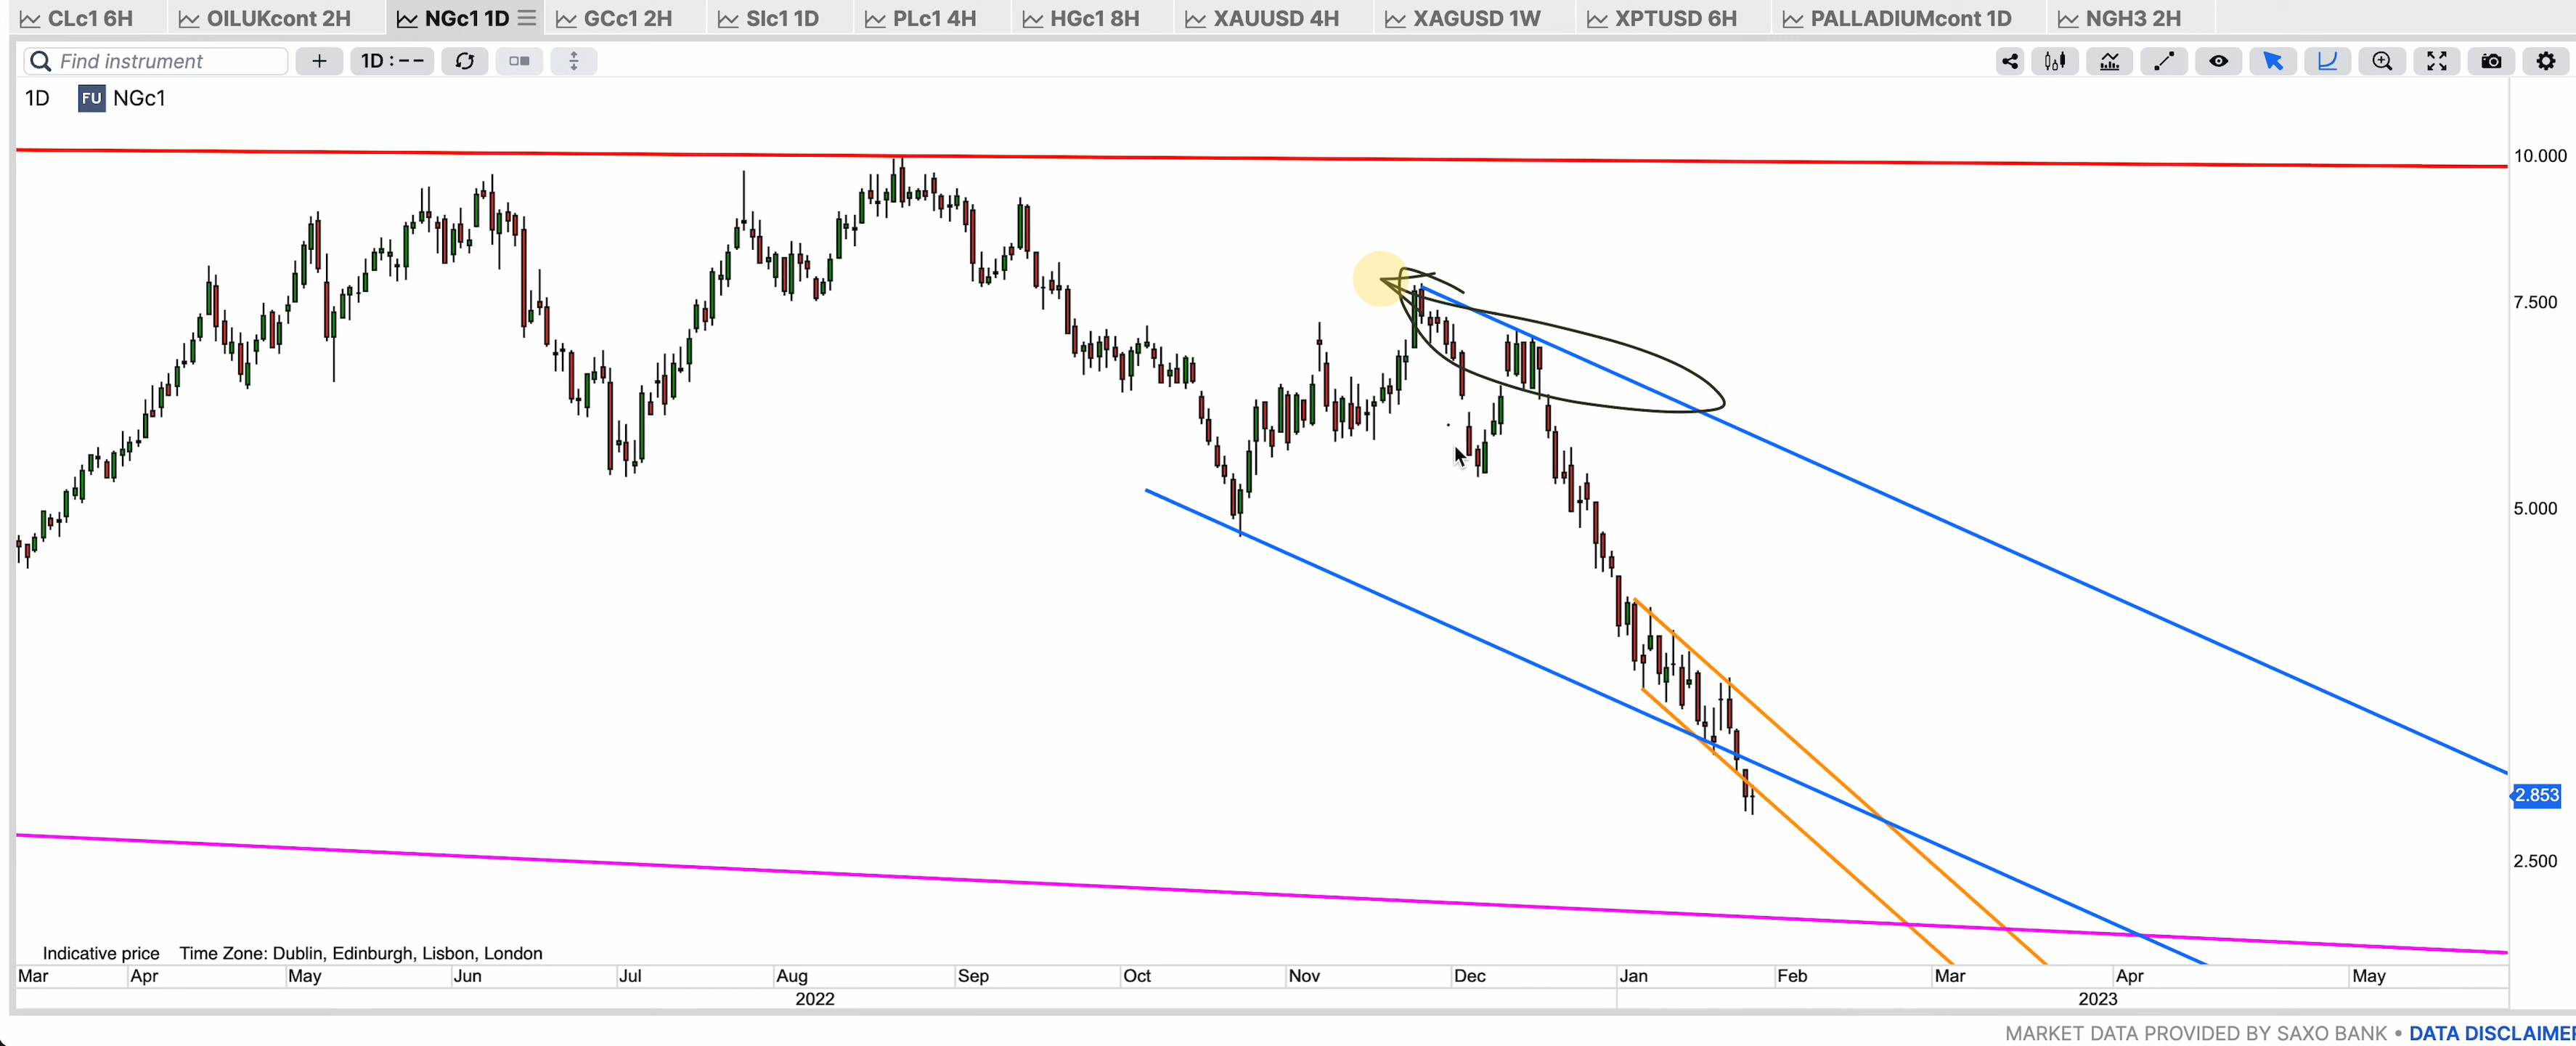 CLc1 6H OILUKcont 2H NGc1 1D GCc1 2H SIc1 1D PLc1 4H HGc1 8H XAUUSD 4H XAGUSD 1W XPTUSD 6H PALLADIUMcont 1D NGH3 2H
Find instrument + 1D : – –
1D FU NGc1
10.000
7.500
5.000
2.853
2.500
Indicative price Time Zone: Dublin, Edinburgh, Lisbon, London
Mar Apr May Jun Jul Aug Sep Oct Nov Dec Jan Feb Mar Apr May
2022 2023
MARKET DATA PROVIDED BY SAXO BANK • DATA DISCLAIMER